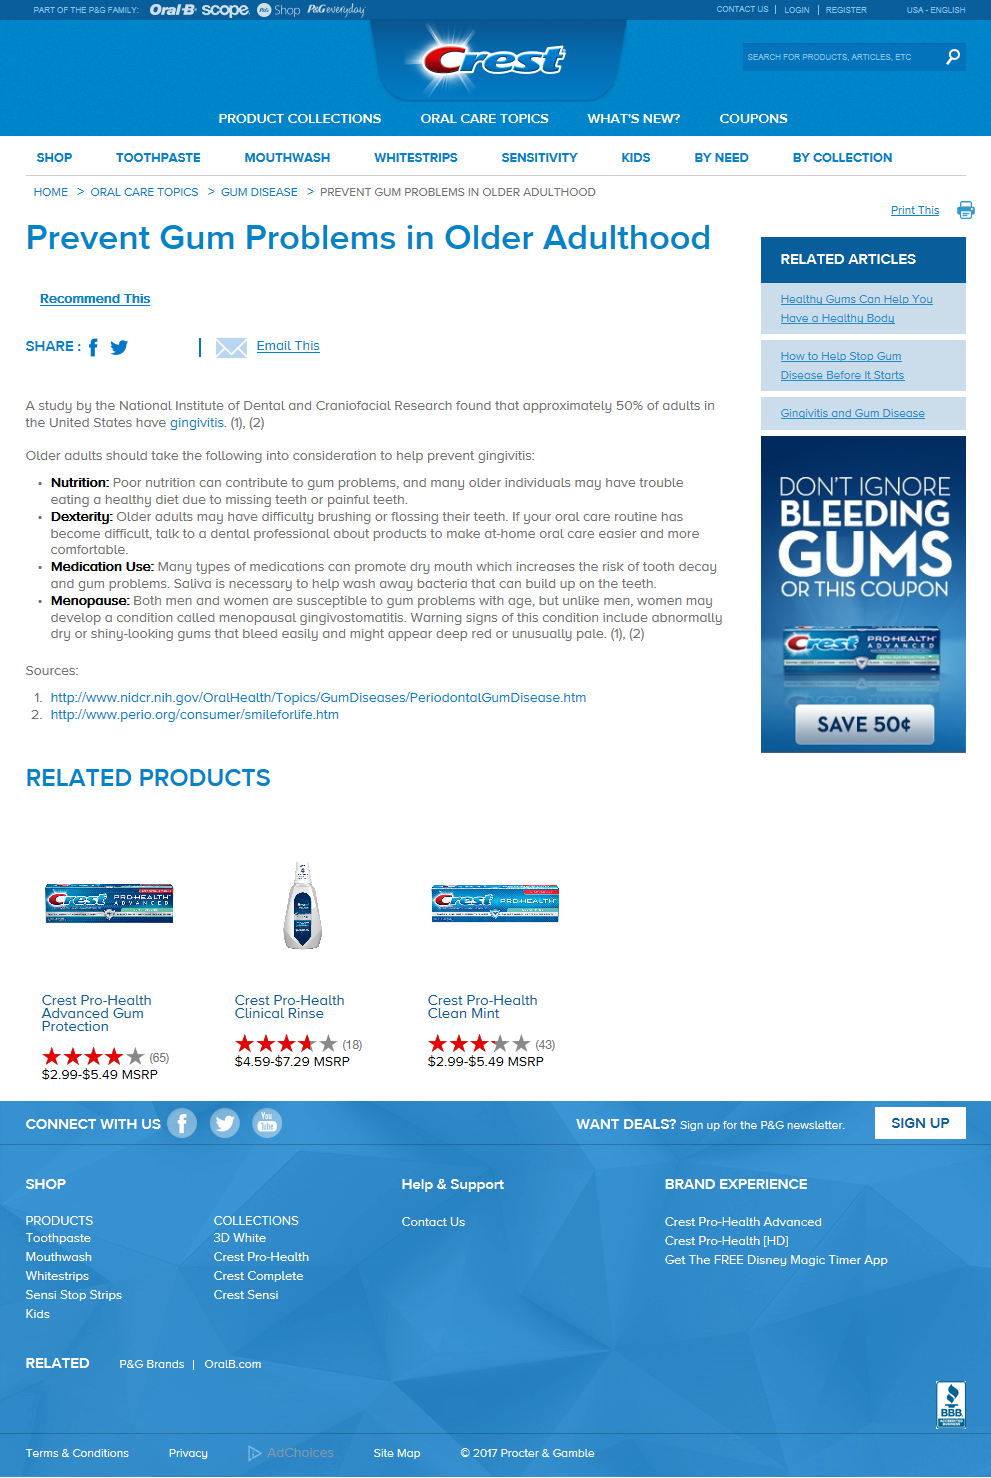 PART OF THE P&G FAMILY: Oral-B scope P&G Shop P&G everyday
CONTACT US | LOGIN | REGISTER USA - ENGLISH
Crest
SEARCH FOR PRODUCTS, ARTICLES, ETC
PRODUCT COLLECTIONS ORAL CARE TOPICS WHAT'S NEW? COUPONS
SHOP TOOTHPASTE MOUTHWASH WHITESTRIPS SENSITIVITY KIDS BY NEED BY COLLECTION
HOME > ORAL CARE TOPICS > GUM DISEASE > PREVENT GUM PROBLEMS IN OLDER ADULTHOOD
Print This
Prevent Gum Problems in Older Adulthood
Recommend This
SHARE : | Email This
A study by the National Institute of Dental and Craniofacial Research found that approximately 50% of adults in
the United States have gingivitis. (1), (2)
Older adults should take the following into consideration to help prevent gingivitis:
• Nutrition: Poor nutrition can contribute to gum problems, and many older individuals may have trouble
eating a healthy diet due to missing teeth or painful teeth.
• Dexterity: Older adults may have difficulty brushing or flossing their teeth. If your oral care routine has
become difficult, talk to a dental professional about products to make at-home oral care easier and more
comfortable.
• Medication Use: Many types of medications can promote dry mouth which increases the risk of tooth decay
and gum problems. Saliva is necessary to help wash away bacteria that can build up on the teeth.
• Menopause: Both men and women are susceptible to gum problems with age, but unlike men, women may
develop a condition called menopausal gingivostomatitis. Warning signs of this condition include abnormally
dry or shiny-looking gums that bleed easily and might appear deep red or unusually pale. (1), (2)
Sources:
1. http://www.nidcr.nih.gov/OralHealth/Topics/GumDiseases/PeriodontalGumDisease.htm
2. http://www.perio.org/consumer/smileforlife.htm
RELATED ARTICLES
Healthy Gums Can Help You
Have a Healthy Body
How to Help Stop Gum
Disease Before It Starts
Gingivitis and Gum Disease
DON'T IGNORE
BLEEDING
GUMS
OR THIS COUPON
Crest PRO-HEALTH
ADVANCED
SAVE 50¢
RELATED PRODUCTS
Crest PRO-HEALTH
ADVANCED
Crest PRO-HEALTH
Crest Pro-Health
Advanced Gum
Protection
(65)
$2.99-$5.49 MSRP
Crest Pro-Health
Clinical Rinse
(18)
$4.59-$7.29 MSRP
Crest Pro-Health
Clean Mint
(43)
$2.99-$5.49 MSRP
CONNECT WITH US You Tube
WANT DEALS? Sign up for the P&G newsletter. SIGN UP
SHOP
PRODUCTS
Toothpaste
Mouthwash
Whitestrips
Sensi Stop Strips
Kids
COLLECTIONS
3D White
Crest Pro-Health
Crest Complete
Crest Sensi
Help & Support
Contact Us
BRAND EXPERIENCE
Crest Pro-Health Advanced
Crest Pro-Health [HD]
Get The FREE Disney Magic Timer App
RELATED P&G Brands | OralB.com
BBB
ACCREDITED
BUSINESS
Terms & Conditions Privacy AdChoices Site Map © 2017 Procter & Gamble